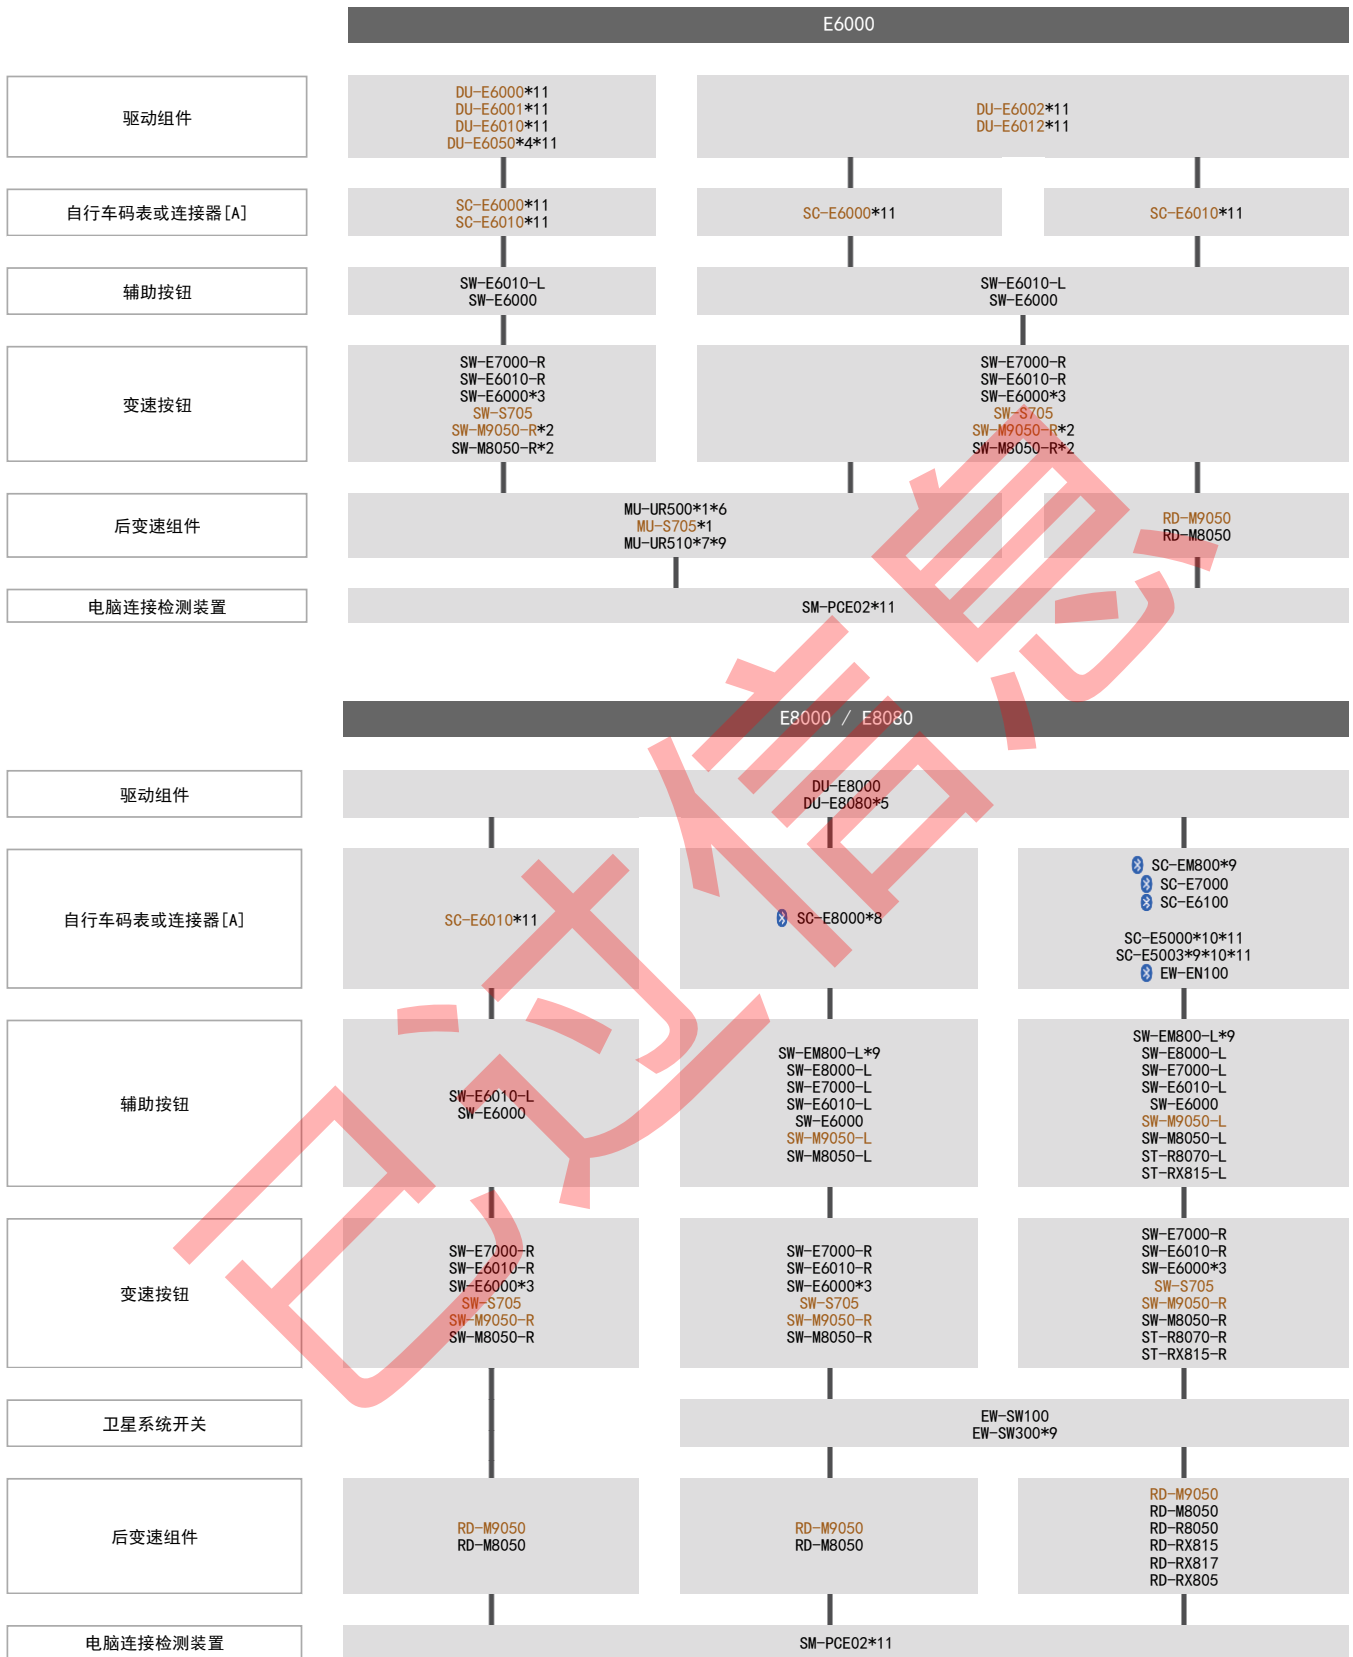 E6000
驱动组件
DU-E6000*11
DU-E6001*11
DU-E6010*11
DU-E6050*4*11
DU-E6002*11
DU-E6012*11
自行车码表或连接器[A]
SC-E6000*11
SC-E6010*11
SC-E6000*11
SC-E6010*11
辅助按钮
SW-E6010-L
SW-E6000
SW-E6010-L
SW-E6000
变速按钮
SW-E7000-R
SW-E6010-R
SW-E6000*3
SW-S705
SW-M9050-R*2
SW-M8050-R*2
SW-E7000-R
SW-E6010-R
SW-E6000*3
SW-S705
SW-M9050-R*2
SW-M8050-R*2
后变速组件
MU-UR500*1*6
MU-S705*1
MU-UR510*7*9
RD-M9050
RD-M8050
电脑连接检测装置
SM-PCE02*11
E8000 / E8080
驱动组件
DU-E8000
DU-E8080*5
自行车码表或连接器[A]
SC-E6010*11
SC-E8000*8
SC-EM800*9
SC-E7000
SC-E6100
SC-E5000*10*11
SC-E5003*9*10*11
EW-EN100
辅助按钮
SW-E6010-L
SW-E6000
SW-EM800-L*9
SW-E8000-L
SW-E7000-L
SW-E6010-L
SW-E6000
SW-M9050-L
SW-M8050-L
SW-EM800-L*9
SW-E8000-L
SW-E7000-L
SW-E6010-L
SW-E6000
SW-M9050-L
SW-M8050-L
ST-R8070-L
ST-RX815-L
变速按钮
SW-E7000-R
SW-E6010-R
SW-E6000*3
SW-S705
SW-M9050-R
SW-M8050-R
SW-E7000-R
SW-E6010-R
SW-E6000*3
SW-S705
SW-M9050-R
SW-M8050-R
SW-E7000-R
SW-E6010-R
SW-E6000*3
SW-S705
SW-M9050-R
SW-M8050-R
ST-R8070-R
ST-RX815-R
卫星系统开关
EW-SW100
EW-SW300*9
后变速组件
RD-M9050
RD-M8050
RD-M9050
RD-M8050
RD-M9050
RD-M8050
RD-R8050
RD-RX815
RD-RX817
RD-RX805
电脑连接检测装置
SM-PCE02*11
已过信息